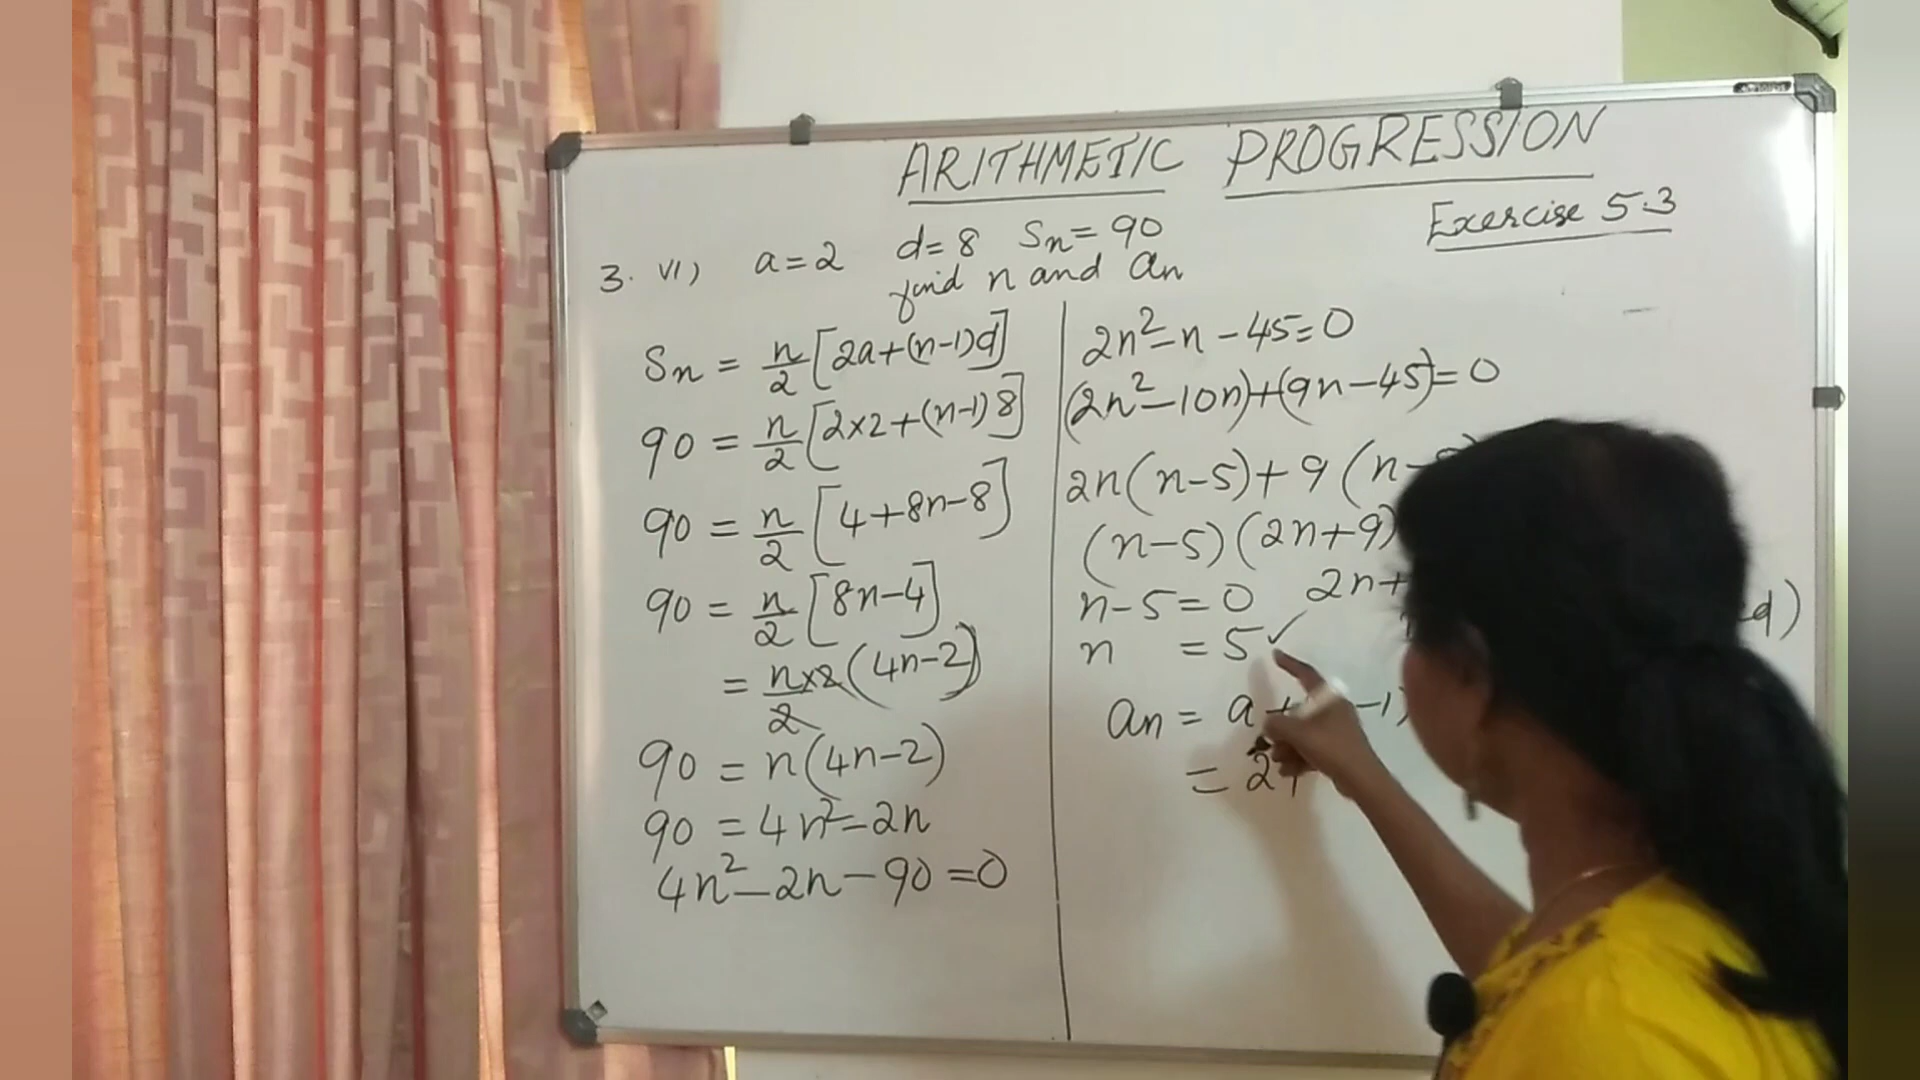 ARITHMETIC PROGRESSION
Exercise 5.3
3. VI) a=2 d=8 Sn=90
find n and an
Sn = n/2 [2a+(n-1)d]
90 = n/2 [2×2+(n-1)8]
90 = n/2 [4+8n-8]
90 = n/2 [8n-4]
= n×2/2 (4n-2)
90 = n(4n-2)
90 = 4n²-2n
4n²-2n-90=0
2n²-n-45=0
(2n²-10n)+(9n-45)=0
2n(n-5)+9(n-
(n-5)(2n+9)
n-5=0 2n+
n =5✓ d)
an = a+ -1)
= 2+